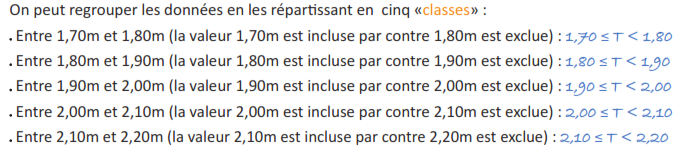 On peut regrouper les données en les répartissant en cinq «classes» :
. Entre 1,70m et 1,80m (la valeur 1,70m est incluse par contre 1,80m est exclue) : 1,70 ≤ T < 1,80
. Entre 1,80m et 1,90m (la valeur 1,80m est incluse par contre 1,90m est exclue) : 1,80 ≤ T < 1,90
. Entre 1,90m et 2,00m (la valeur 1,90m est incluse par contre 2,00m est exclue) : 1,90 ≤ T < 2,00
. Entre 2,00m et 2,10m (la valeur 2,00m est incluse par contre 2,10m est exclue) : 2,00 ≤ T < 2,10
. Entre 2,10m et 2,20m (la valeur 2,10m est incluse par contre 2,20m est exclue) : 2,10 ≤ T < 2,20